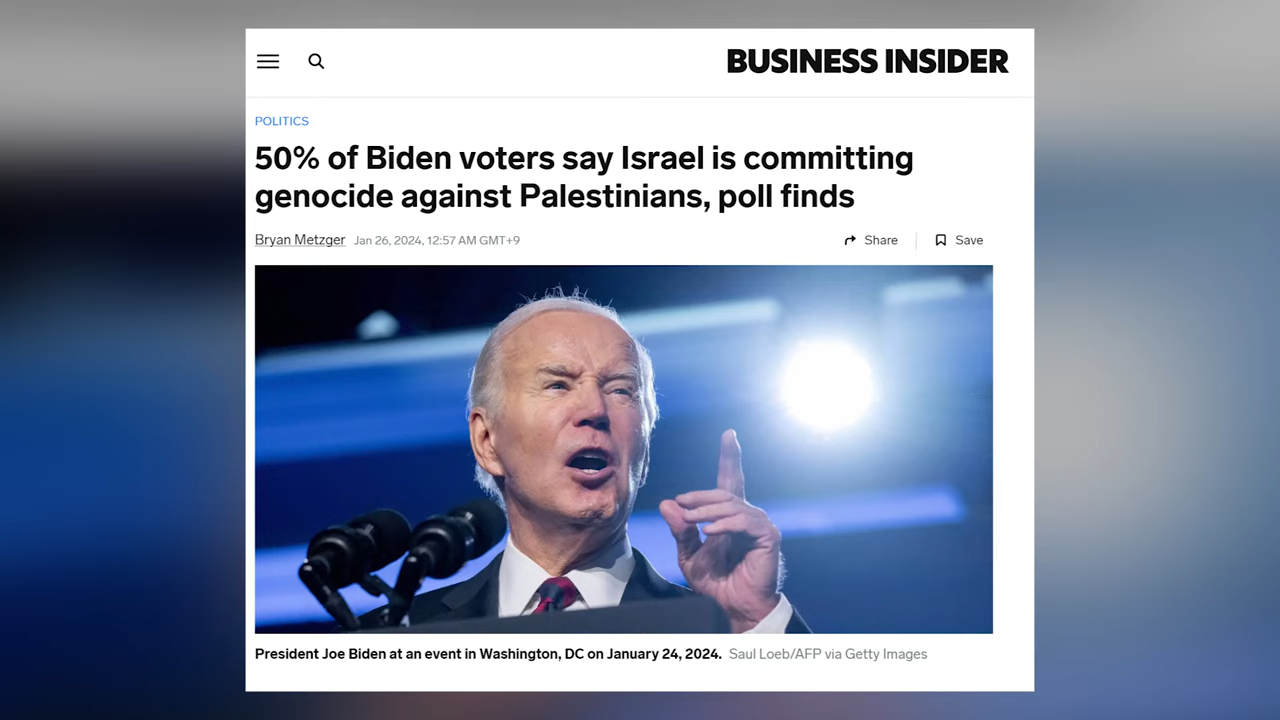 BUSINESS INSIDER
POLITICS
50% of Biden voters say Israel is committing
genocide against Palestinians, poll finds
Bryan Metzger Jan 26, 2024, 12:57 AM GMT+9
Share Save
President Joe Biden at an event in Washington, DC on January 24, 2024. Saul Loeb/AFP via Getty Images